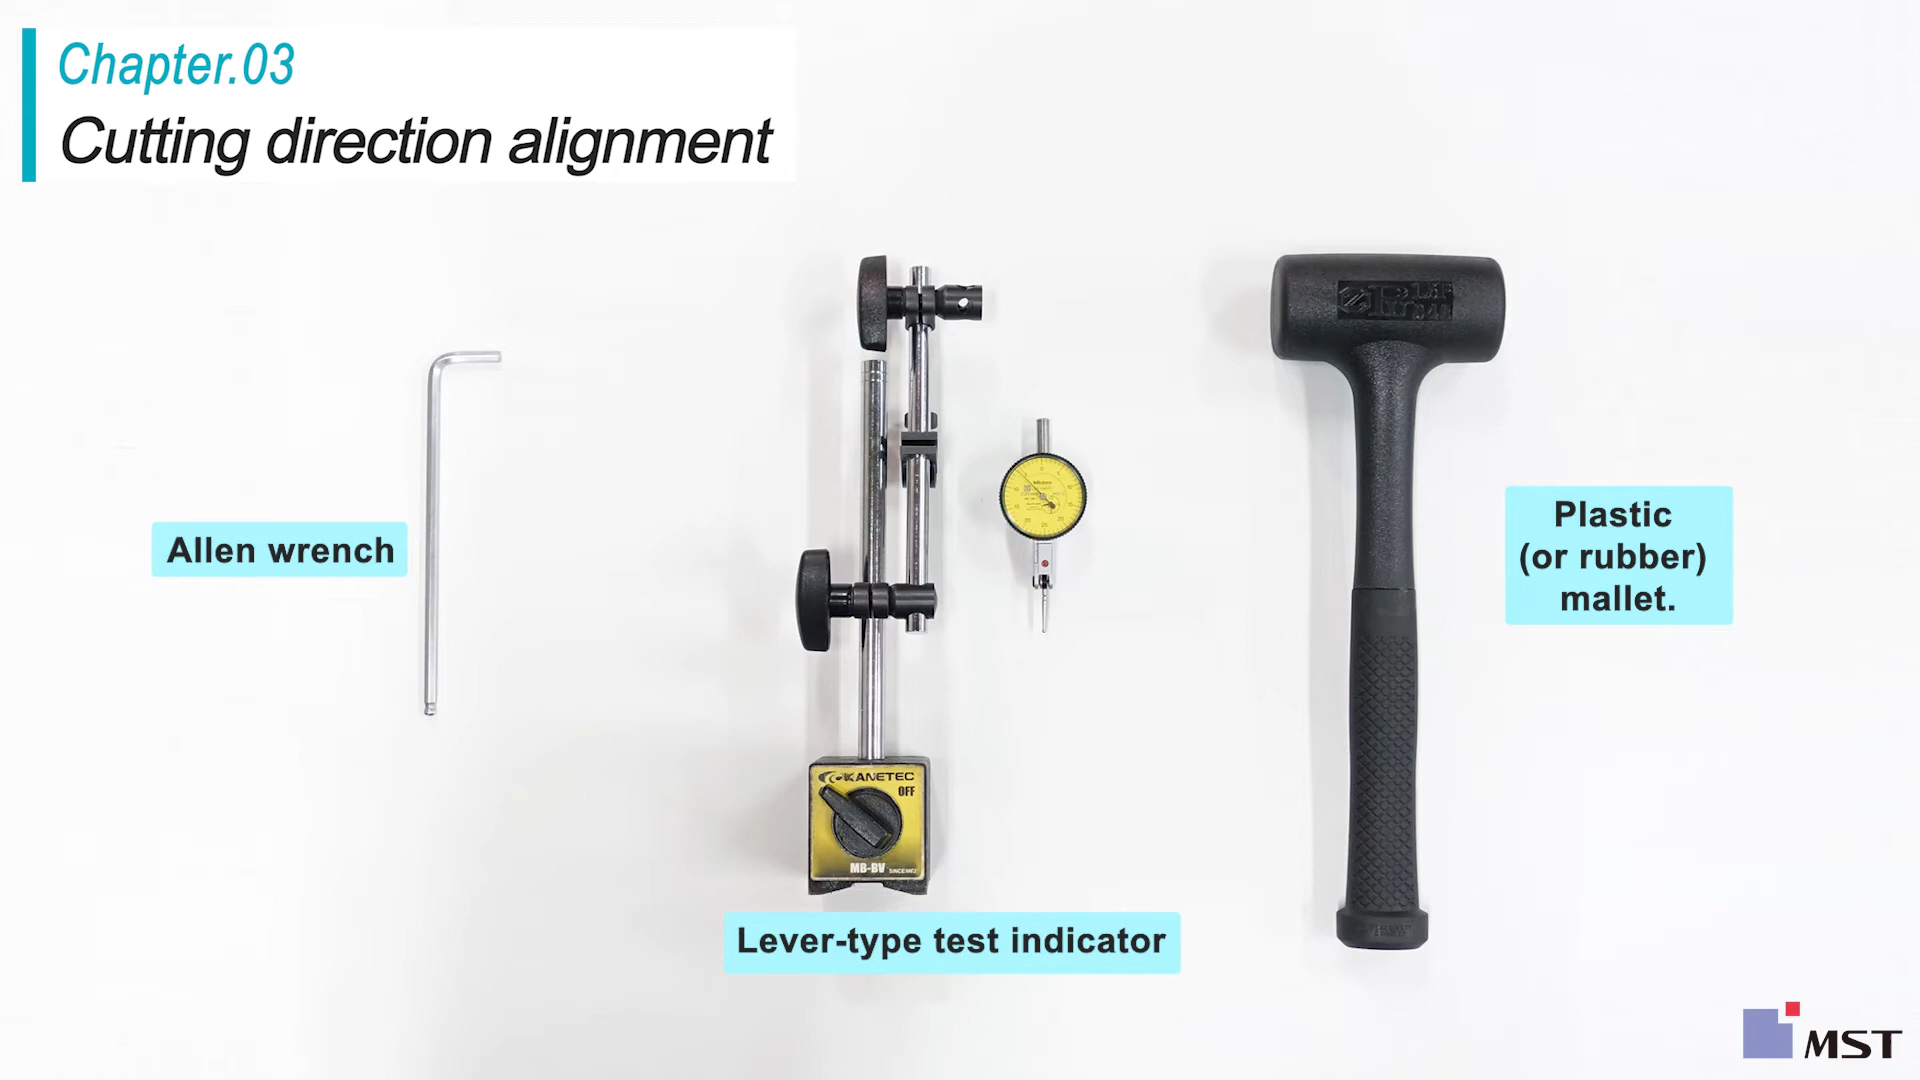 Chapter.03
Cutting direction alignment
Allen wrench
Plastic
(or rubber)
mallet.
KANETEC
OFF
MB-BV
Lever-type test indicator
MST